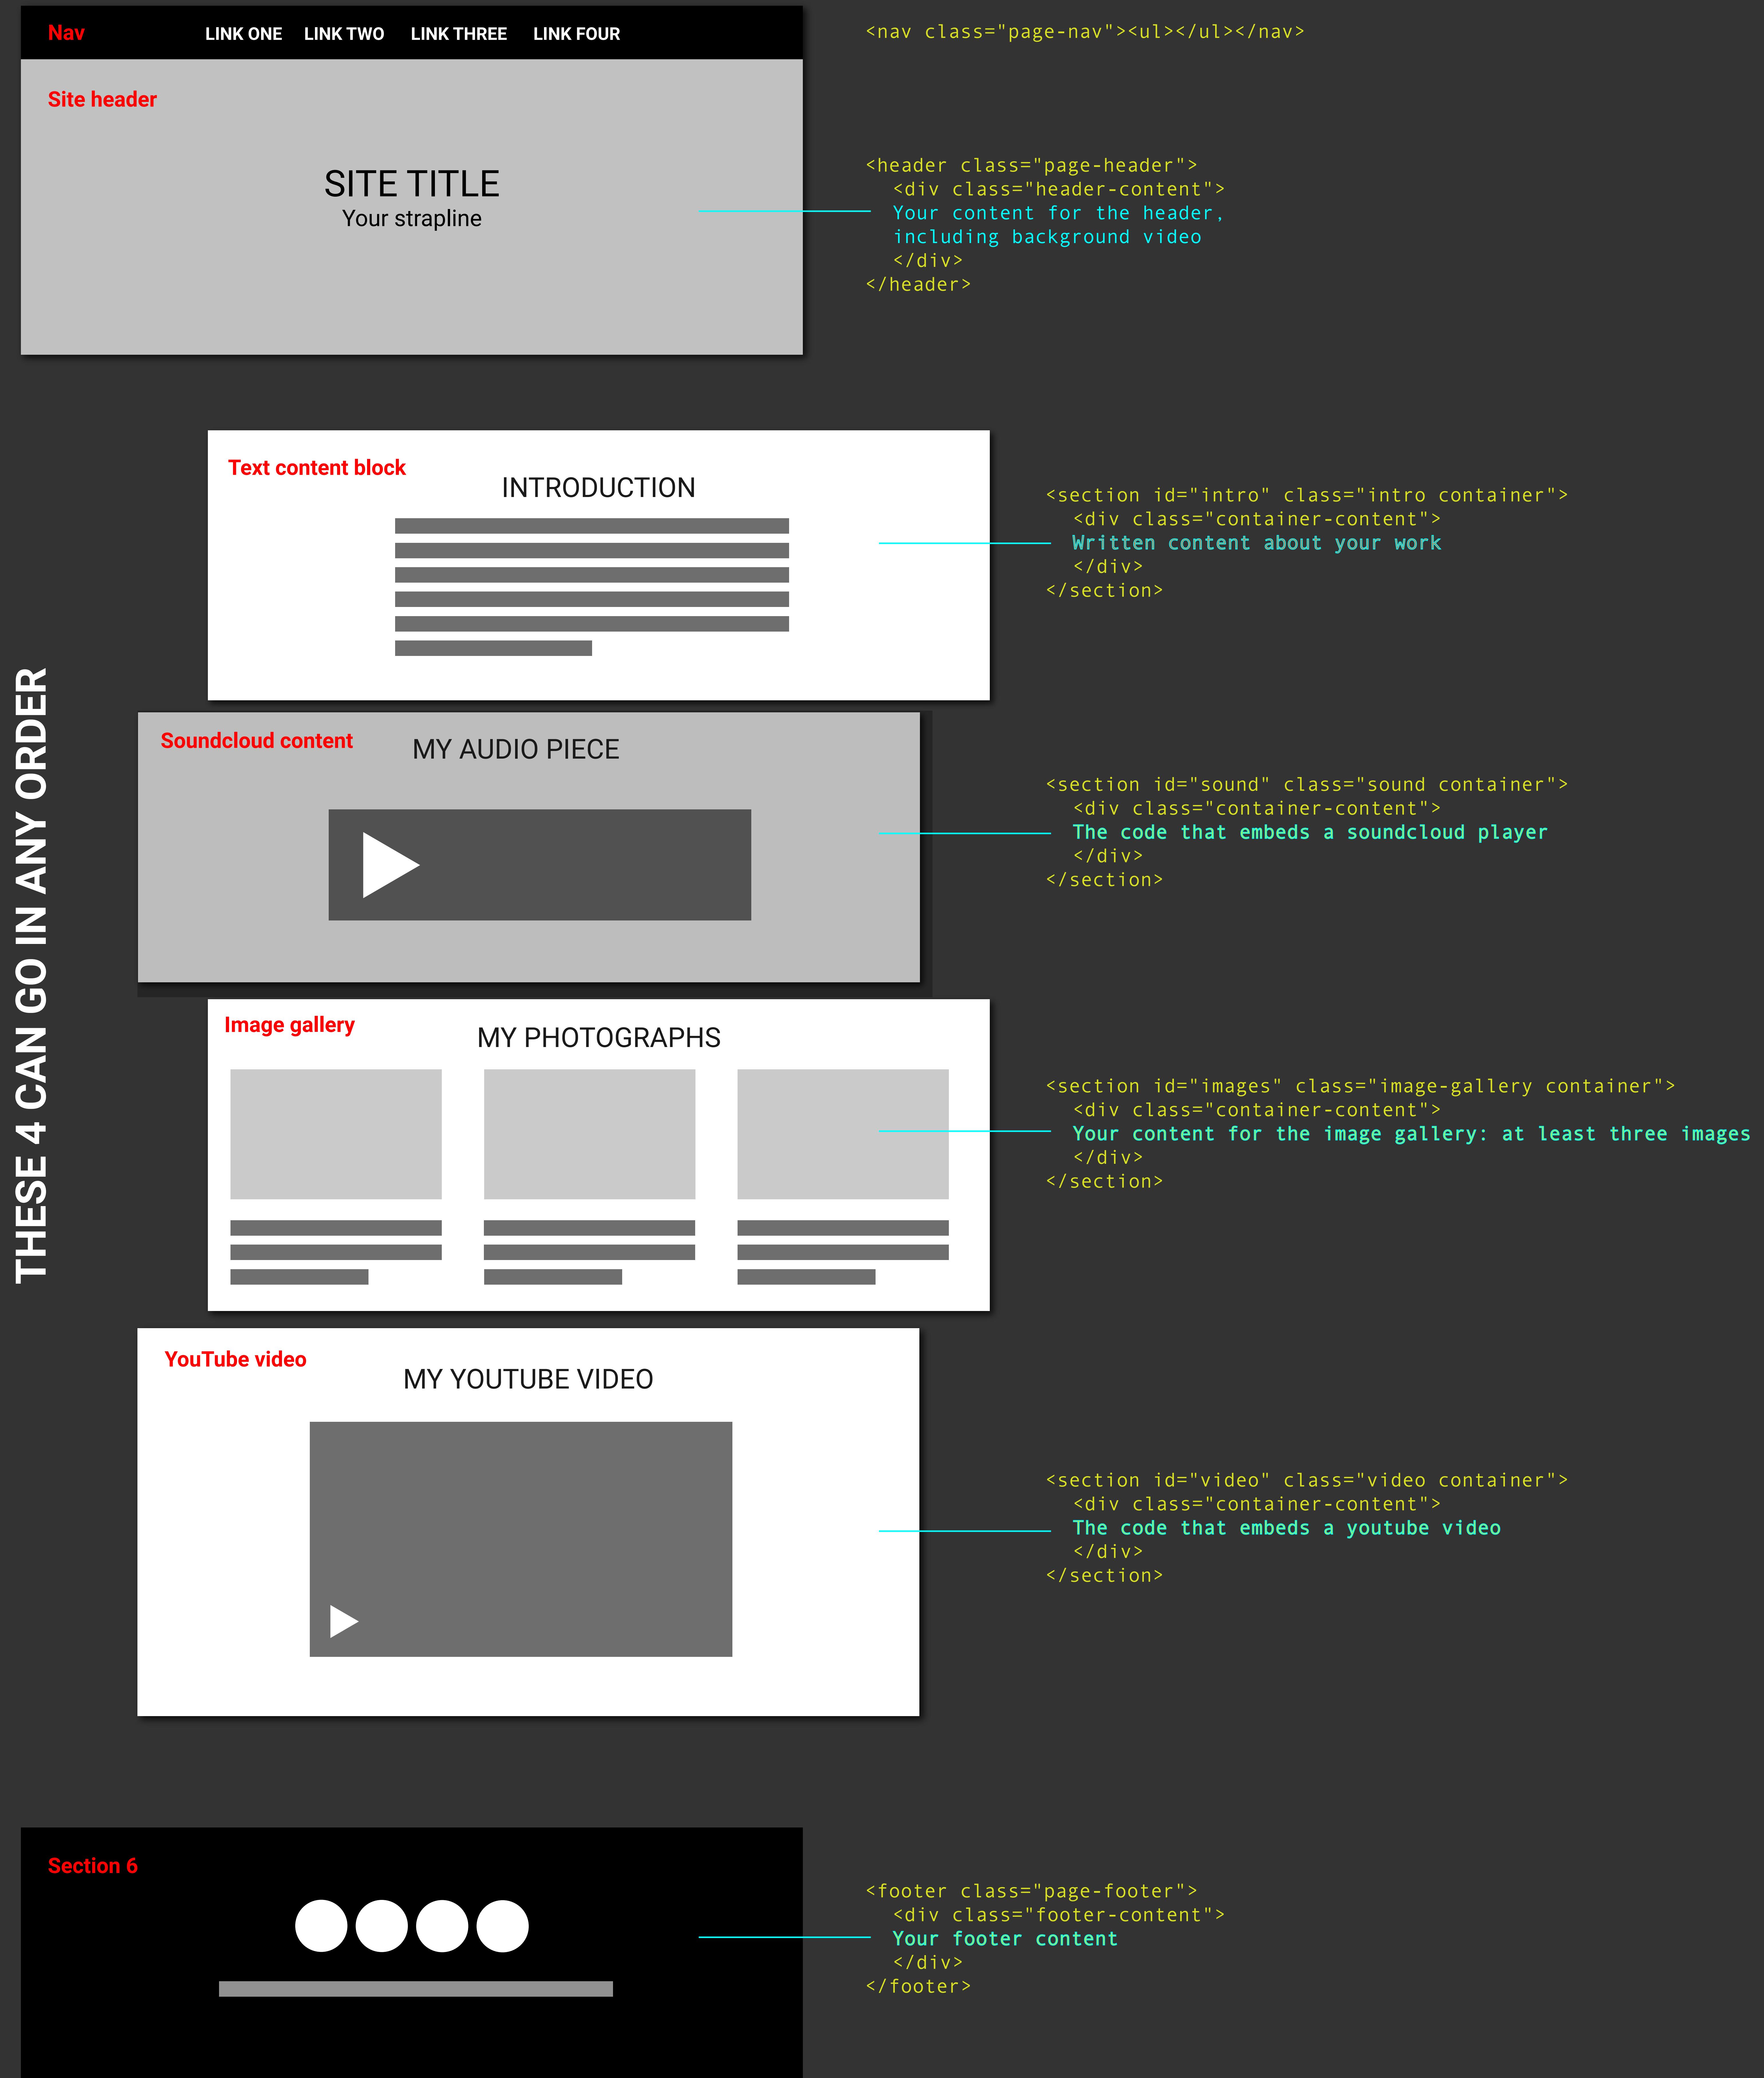 Nav
LINK ONE LINK TWO LINK THREE LINK FOUR
<nav class="page-nav"><ul></ul></nav>
Site header
SITE TITLE
Your strapline
<header class="page-header">
<div class="header-content">
Your content for the header,
including background video
</div>
</header>
THESE 4 CAN GO IN ANY ORDER
Text content block
INTRODUCTION
<section id="intro" class="intro container">
<div class="container-content">
Written content about your work
</div>
</section>
Soundcloud content
MY AUDIO PIECE
<section id="sound" class="sound container">
<div class="container-content">
The code that embeds a soundcloud player
</div>
</section>
Image gallery
MY PHOTOGRAPHS
<section id="images" class="image-gallery container">
<div class="container-content">
Your content for the image gallery: at least three images
</div>
</section>
YouTube video
MY YOUTUBE VIDEO
<section id="video" class="video container">
<div class="container-content">
The code that embeds a youtube video
</div>
</section>
Section 6
<footer class="page-footer">
<div class="footer-content">
Your footer content
</div>
</footer>